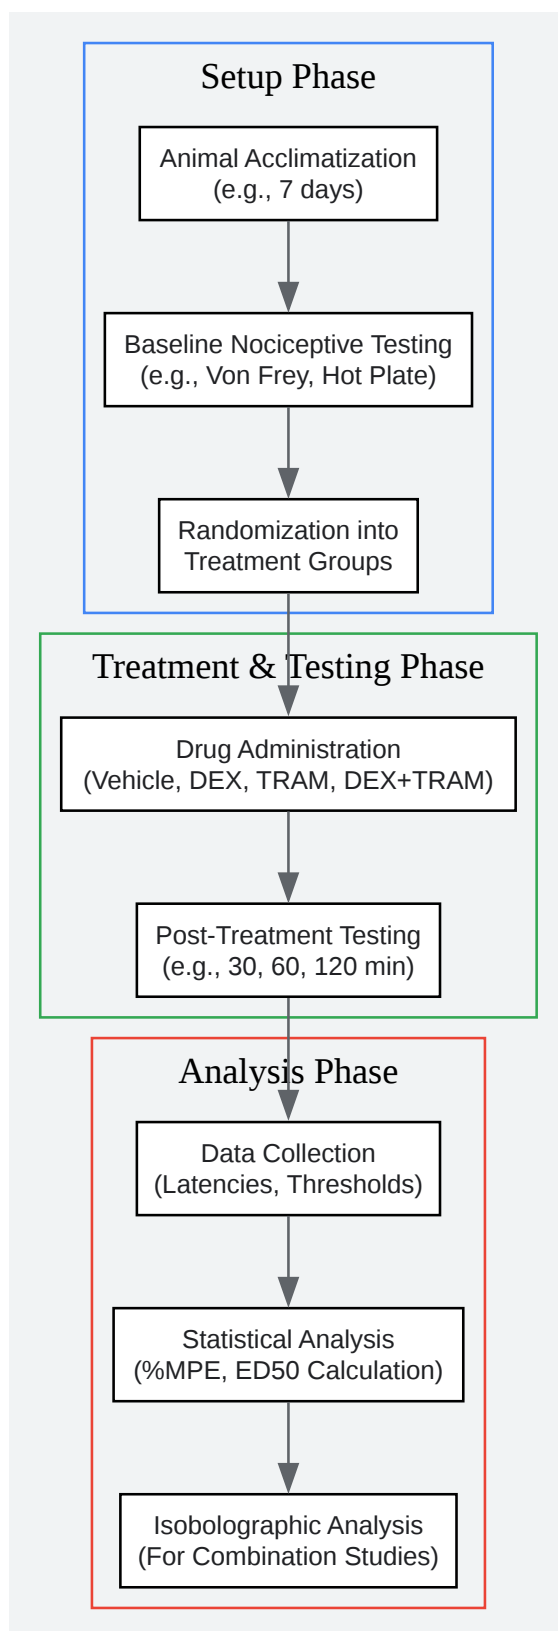 Setup Phase
Animal Acclimatization
(e.g., 7 days)
Baseline Nociceptive Testing
(e.g., Von Frey, Hot Plate)
Randomization into
Treatment Groups
Treatment & Testing Phase
Drug Administration
(Vehicle, DEX, TRAM, DEX+TRAM)
Post-Treatment Testing
(e.g., 30, 60, 120 min)
Analysis Phase
Data Collection
(Latencies, Thresholds)
Statistical Analysis
(%MPE, ED50 Calculation)
Isobolographic Analysis
(For Combination Studies)